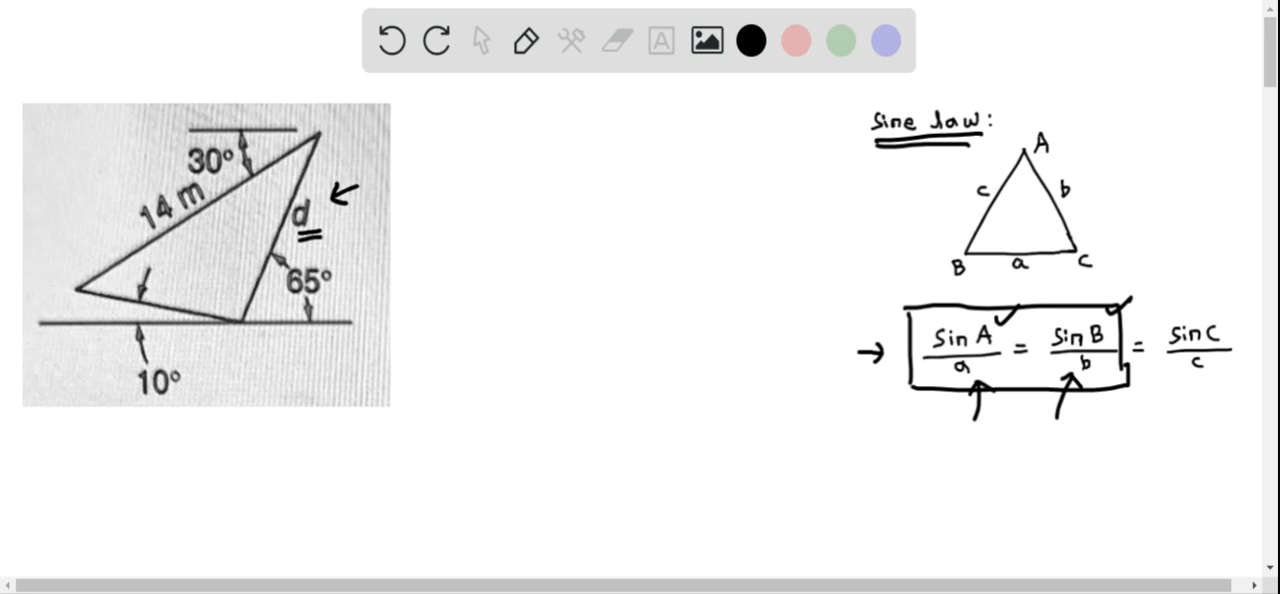 A
30°
14 m
d
65°
10°
Sine law:
A
c b
B a C
→ sin A / a = sin B / b = sin C / c